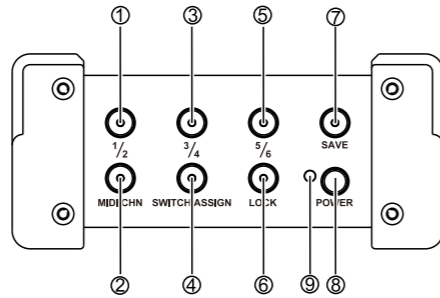 ① ③ ⑤ ⑦
1/2 3/4 5/6 SAVE
MIDI CHN SWITCH ASSIGN LOCK POWER
② ④ ⑥ ⑨ ⑧